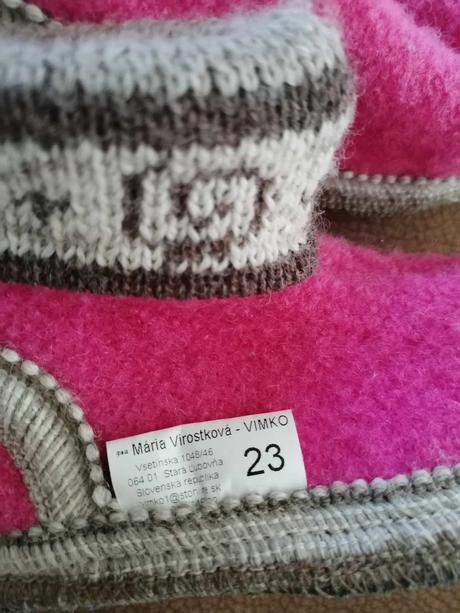 Mária Virostková - VIMKO
Vsetínska 1048/46
064 01 Stará Ľubovňa
Slovenská republika
23